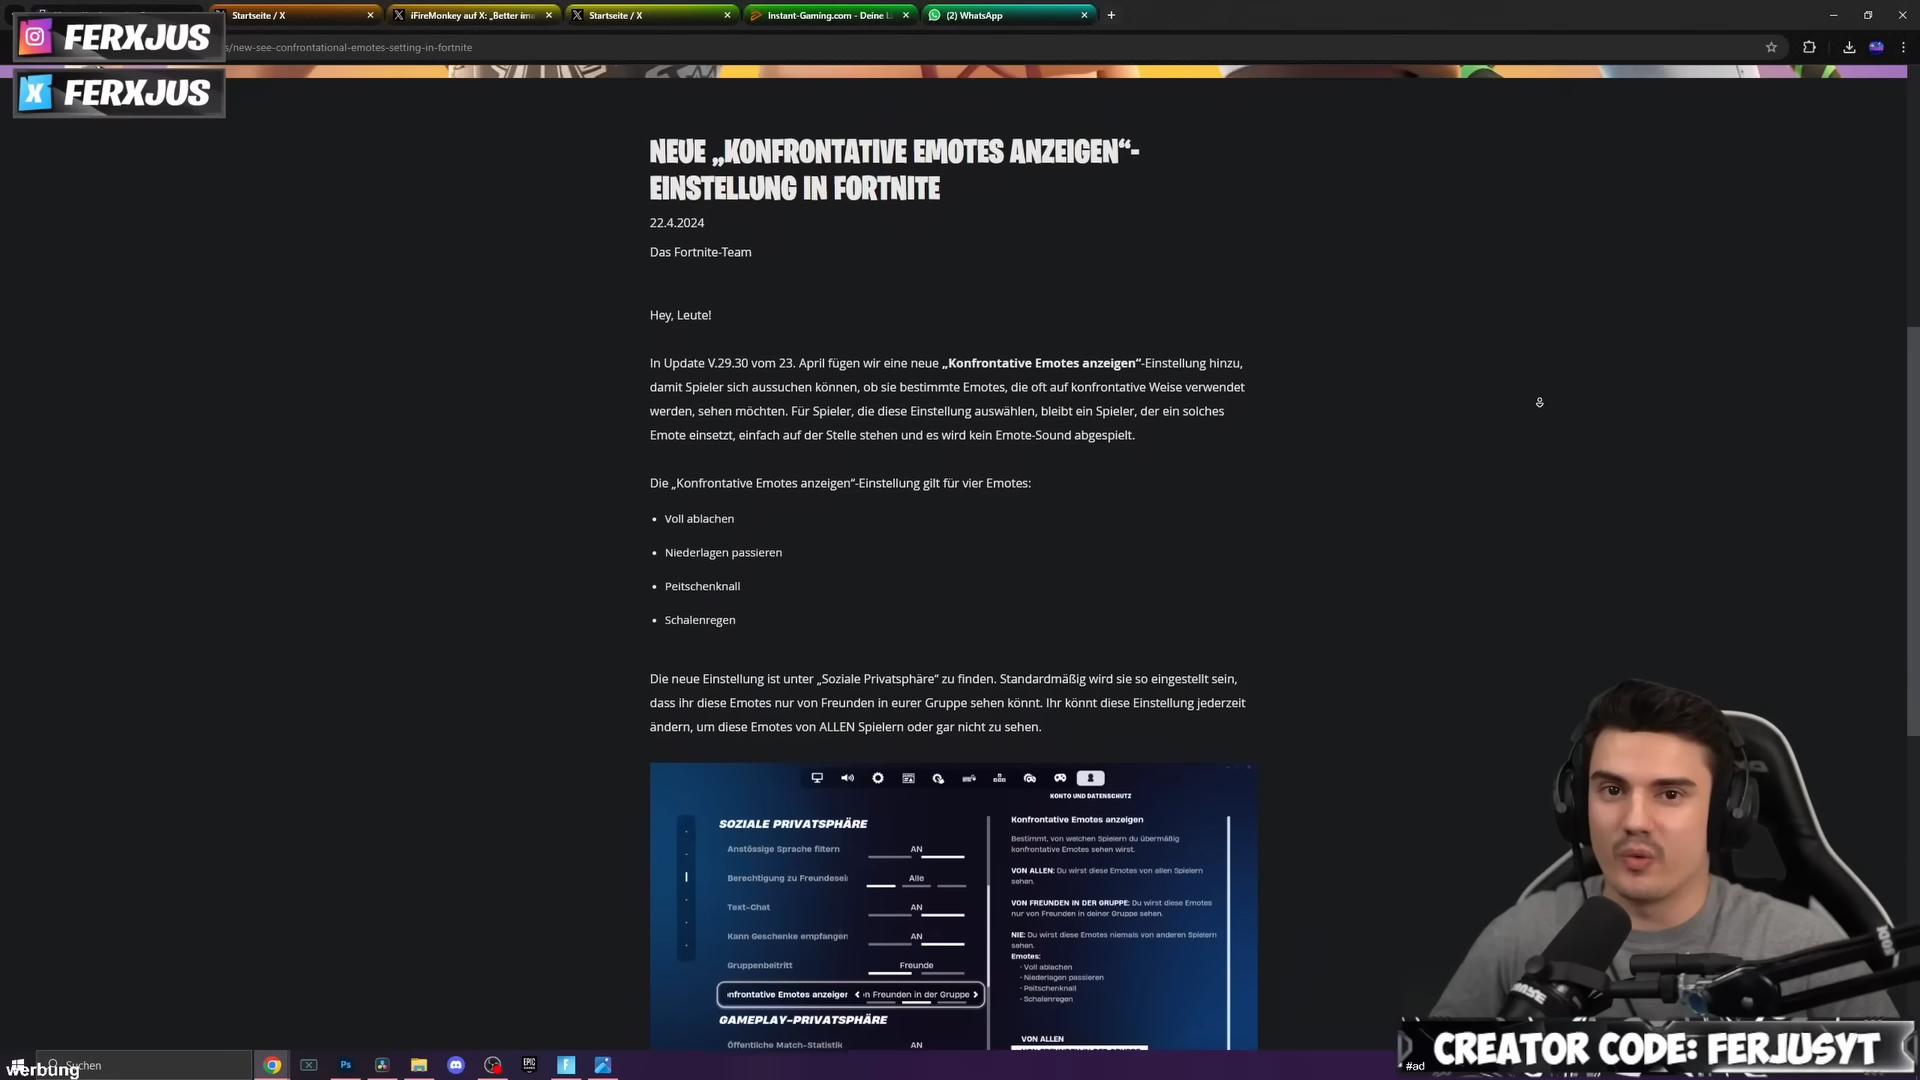 Startseite / X
iFireMonkey auf X: „Better
Startseite / X
Instant-Gaming.com - Deine
(2) WhatsApp
FERXJUS
/new-see-confrontational-emotes-setting-in-fortnite
X FERXJUS
NEUE „KONFRONTATIVE EMOTES ANZEIGEN“-
EINSTELLUNG IN FORTNITE
22.4.2024
Das Fortnite-Team
Hey, Leute!
In Update V.29.30 vom 23. April fügen wir eine neue „Konfrontative Emotes anzeigen“-Einstellung hinzu,
damit Spieler sich aussuchen können, ob sie bestimmte Emotes, die oft auf konfrontative Weise verwendet
werden, sehen möchten. Für Spieler, die diese Einstellung auswählen, bleibt ein Spieler, der ein solches
Emote einsetzt, einfach auf der Stelle stehen und es wird kein Emote-Sound abgespielt.
Die „Konfrontative Emotes anzeigen“-Einstellung gilt für vier Emotes:
• Voll ablachen
• Niederlagen passieren
• Peitschenknall
• Schalenregen
Die neue Einstellung ist unter „Soziale Privatsphäre“ zu finden. Standardmäßig wird sie so eingestellt sein,
dass ihr diese Emotes nur von Freunden in eurer Gruppe sehen könnt. Ihr könnt diese Einstellung jederzeit
ändern, um diese Emotes von ALLEN Spielern oder gar nicht zu sehen.
KONTO UND DATENSCHUTZ
SOZIALE PRIVATSPHÄRE
Anstössige Sprache filtern AN
Berechtigung zu Freundesei Alle
Text-Chat AN
Kann Geschenke empfangen AN
Gruppenbeitritt Freunde
nfrontative Emotes anzeigen n Freunden in der Gruppe
GAMEPLAY-PRIVATSPHÄRE
Öffentliche Match-Statistik AN
Konfrontative Emotes anzeigen
Bestimmt, von welchen Spielern du übermäßig
konfrontative Emotes sehen wirst.
VON ALLEN: Du wirst diese Emotes von allen Spielern
sehen.
VON FREUNDEN IN DER GRUPPE: Du wirst diese Emotes
nur von Freunden in deiner Gruppe sehen.
NIE: Du wirst diese Emotes niemals von anderen Spielern
sehen.
Emotes:
- Voll ablachen
- Niederlagen passieren
- Peitschenknall
- Schalenregen
VON ALLEN
CREATOR CODE: FERJUSYT
#ad
Suchen
werbung
Ps
EPIC